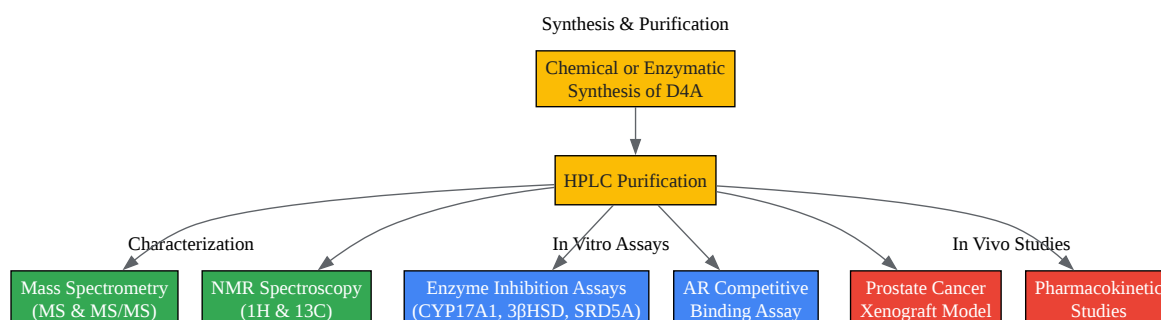 Synthesis & Purification
Chemical or Enzymatic
Synthesis of D4A
HPLC Purification
Characterization
In Vitro Assays
In Vivo Studies
Mass Spectrometry
(MS & MS/MS)
NMR Spectroscopy
(1H & 13C)
Enzyme Inhibition Assays
(CYP17A1, 3βHSD, SRD5A)
AR Competitive
Binding Assay
Prostate Cancer
Xenograft Model
Pharmacokinetic
Studies